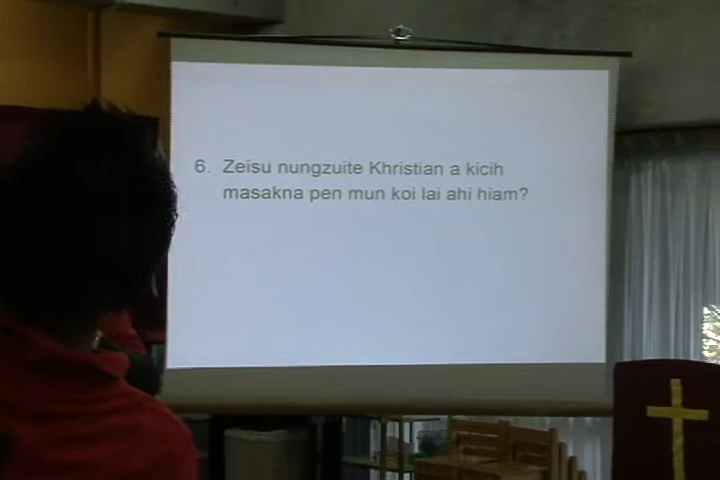 6. Zeisu nungzuite Khristian a kicih
masakna pen mun koi lai ahi hiam?